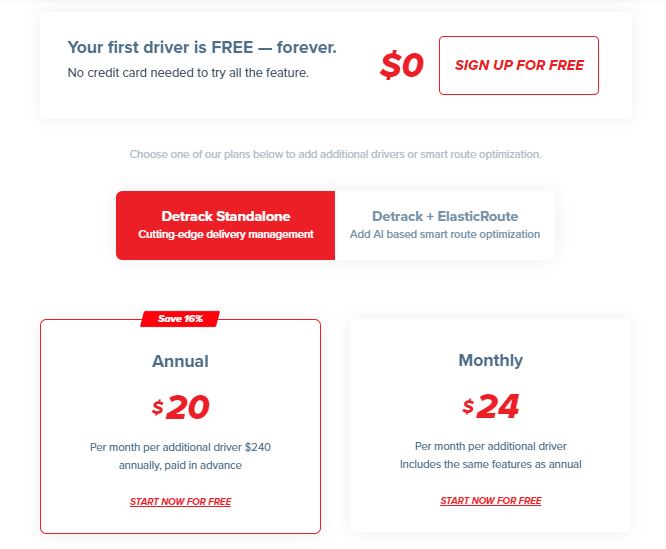 Your first driver is FREE — forever.
No credit card needed to try all the feature.
$0
SIGN UP FOR FREE
Choose one of our plans below to add additional drivers or smart route optimization.
Detrack Standalone
Cutting-edge delivery management
Detrack + ElasticRoute
Add AI based smart route optimization
Save 16%
Annual
$20
Per month per additional driver $240
annually, paid in advance
START NOW FOR FREE
Monthly
$24
Per month per additional driver
Includes the same features as annual
START NOW FOR FREE